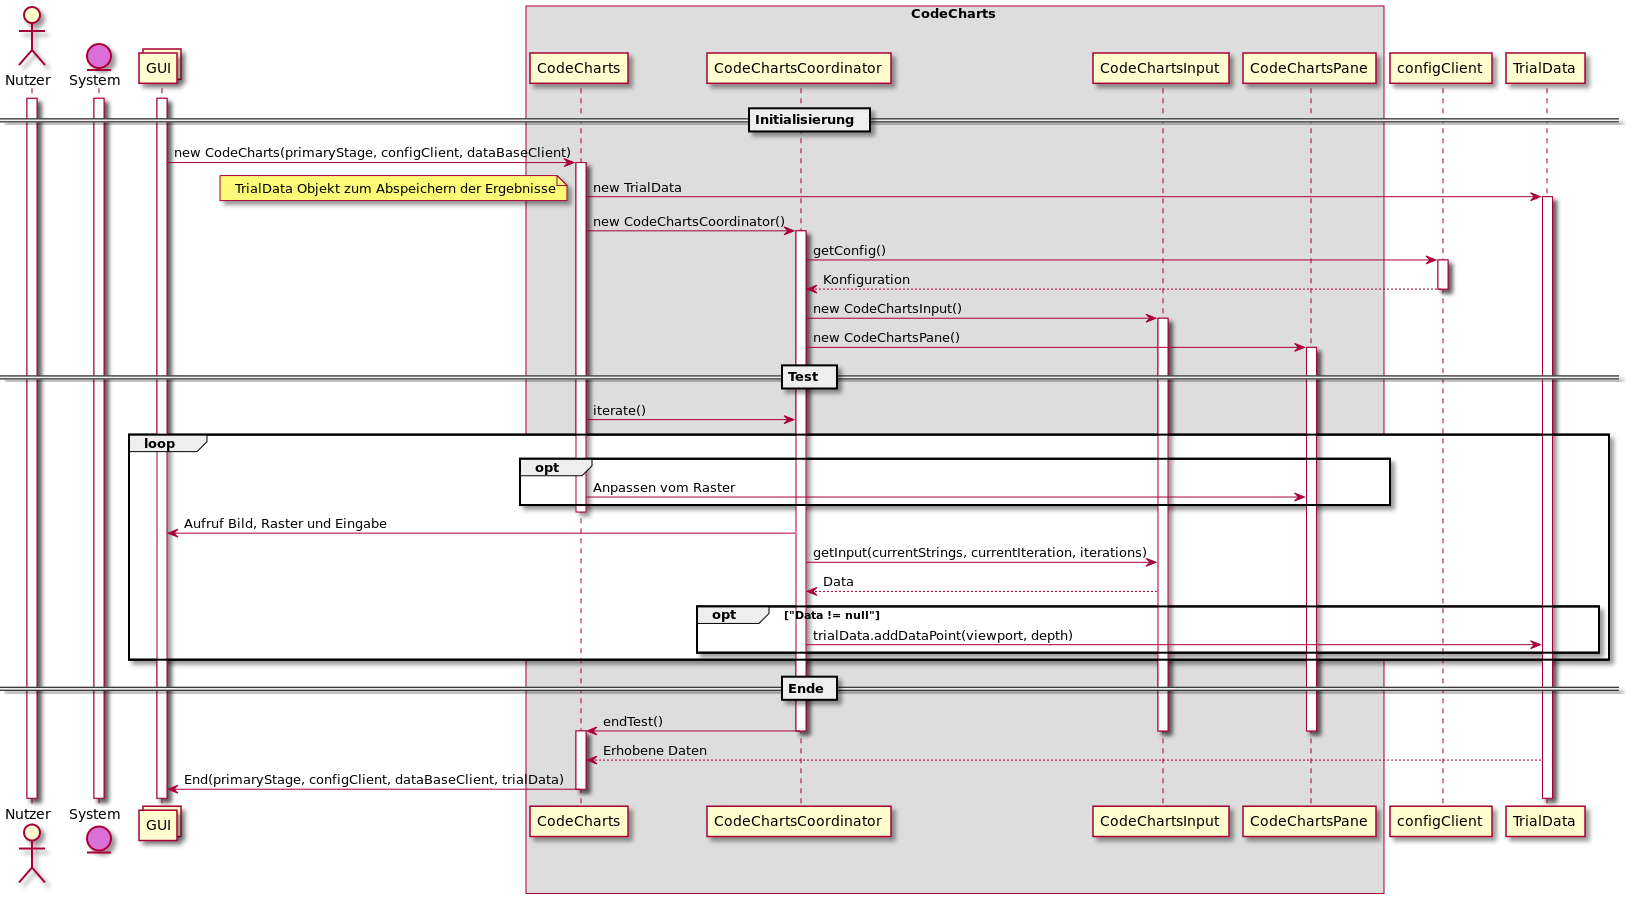 CodeCharts
Nutzer
System
GUI
CodeCharts
CodeChartsCoordinator
CodeChartsInput
CodeChartsPane
configClient
TrialData
Initialisierung
new CodeCharts(primaryStage, configClient, dataBaseClient)
TrialData Objekt zum Abspeichern der Ergebnisse
new TrialData
new CodeChartsCoordinator()
getConfig()
Konfiguration
new CodeChartsInput()
new CodeChartsPane()
Test
iterate()
loop
opt
Anpassen vom Raster
Aufruf Bild, Raster und Eingabe
getInput(currentStrings, currentIteration, iterations)
Data
opt ["Data != null"]
trialData.addDataPoint(viewport, depth)
Ende
endTest()
Erhobene Daten
End(primaryStage, configClient, dataBaseClient, trialData)
Nutzer
System
GUI
CodeCharts
CodeChartsCoordinator
CodeChartsInput
CodeChartsPane
configClient
TrialData